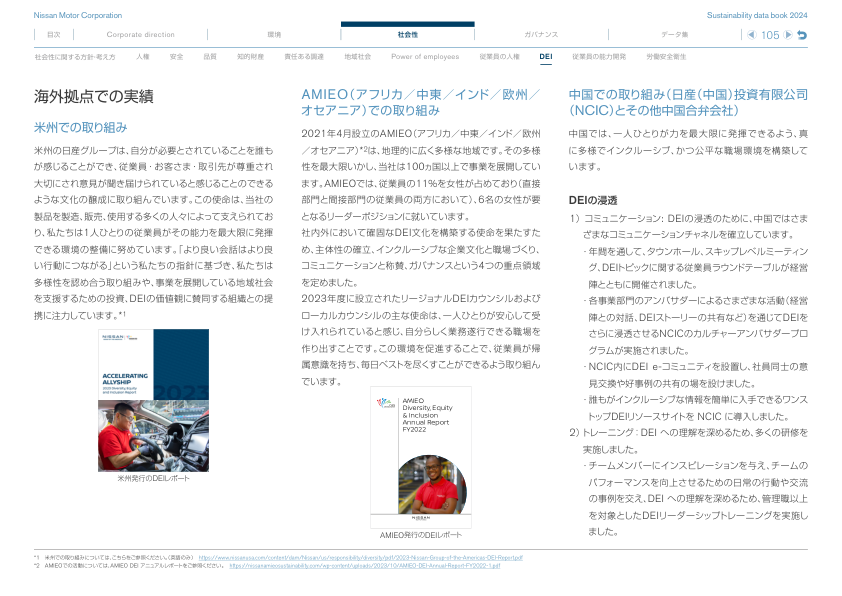 Nissan Motor Corporation
Sustainability data book 2024
目次
Corporate direction
環境
社会性
ガバナンス
データ集
105
社会性に関する方針・考え方
人権
安全
品質
知的財産
責任ある調達
地域社会
Power of employees
従業員の人権
DEI
従業員の能力開発
労働安全衛生
海外拠点での実績
米州での取り組み
米州の日産グループは、自分が必要とされていることを誰も
が感じることができ、従業員・お客さま・取引先が尊重され
大切にされ意見が聞き届けられていると感じることのできる
ような文化の醸成に取り組んでいます。この使命は、当社の
製品を製造、販売、使用する多くの人々によって支えられてお
り、私たちは1人ひとりの従業員がその能力を最大限に発揮
できる環境の整備に努めています。「より良い会話はより良
い行動につながる」という私たちの指針に基づき、私たちは
多様性を認め合う取り組みや、事業を展開している地域社会
を支援するための投資、DEIの価値観に賛同する組織との提
携に注力しています。*1
ACCELERATING
ALLYSHIP
2023 Diversity, Equity
and Inclusion Report
2023
米州発行のDEIレポート
AMIEO（アフリカ／中東／インド／欧州／
オセアニア）での取り組み
2021年4月設立のAMIEO（アフリカ／中東／インド／欧州
／オセアニア）*2は、地理的に広く多様な地域です。その多様
性を最大限いかし、当社は100ヵ国以上で事業を展開してい
ます。AMIEOでは、従業員の11%を女性が占めており（直接
部門と間接部門の従業員の両方において）、6名の女性が要
となるリーダーポジションに就いています。
社内外において確固なDEI文化を構築する使命を果たすた
め、主体性の確立、インクルーシブな企業文化と職場づくり、
コミュニケーションと称賛、ガバナンスという4つの重点領域
を定めました。
2023年度に設立されたリージョナルDEIカウンシルおよび
ローカルカウンシルの主な使命は、一人ひとりが安心して受
け入れられていると感じ、自分らしく業務遂行できる職場を
作り出すことです。この環境を促進することで、従業員が帰
属意識を持ち、毎日ベストを尽くすことができるよう取り組ん
でいます。
AMIEO
Diversity, Equity
& Inclusion
Annual Report
FY2022
NISSAN
AMIEO発行のDEIレポート
中国での取り組み（日産（中国）投資有限公司
（NCIC）とその他中国合弁会社）
中国では、一人ひとりが力を最大限に発揮できるよう、真
に多様でインクルーシブ、かつ公平な職場環境を構築して
います。
DEIの浸透
1）コミュニケーション: DEIの浸透のために、中国ではさま
ざまなコミュニケーションチャネルを確立しています。
・年間を通して、タウンホール、スキップレベルミーティン
グ、DEIトピックに関する従業員ラウンドテーブルが経営
陣とともに開催されました。
・各事業部門のアンバサダーによるさまざまな活動（経営
陣との対話、DEIストーリーの共有など）を通じてDEIを
さらに浸透させるNCICのカルチャーアンバサダープロ
グラムが実施されました。
・NCIC内にDEI e-コミュニティを設置し、社員同士の意
見交換や好事例の共有の場を設けました。
・誰もがインクルーシブな情報を簡単に入手できるワンス
トップDEIリソースサイトを NCIC に導入しました。
2）トレーニング：DEI への理解を深めるため、多くの研修を
実施しました。
・チームメンバーにインスピレーションを与え、チームの
パフォーマンスを向上させるための日常の行動や交流
の事例を交え、DEI への理解を深めるため、管理職以上
を対象としたDEIリーダーシップトレーニングを実施し
ました。
*1 米州での取り組みについては、こちらをご参照ください。（英語のみ） https://www.nissanusa.com/content/dam/Nissan/us/responsibility/diversity/pdf/2023-Nissan-Group-of-the-Americas-DEI-Report.pdf
*2 AMIEOでの活動については、AMIEO DEI アニュアルレポートをご参照ください。 https://nissanamieosustainability.com/wp-content/uploads/2023/10/AMIEO-DEI-Annual-Report-FY2022-1.pdf